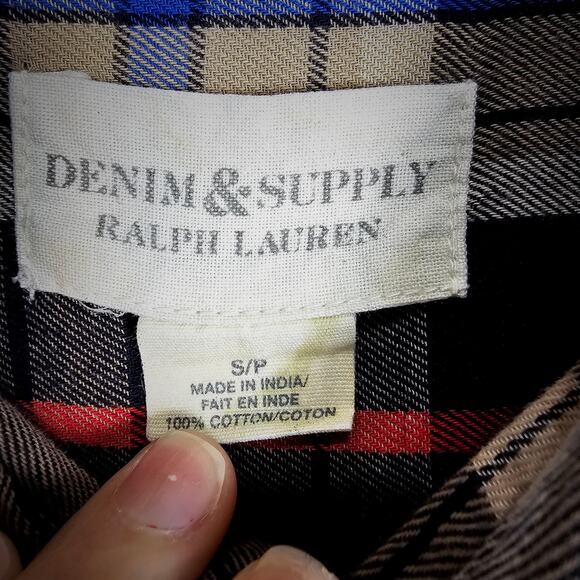 DENIM & SUPPLY
RALPH LAUREN
S/P
MADE IN INDIA/
FAIT EN INDE
100% COTTON/COTON